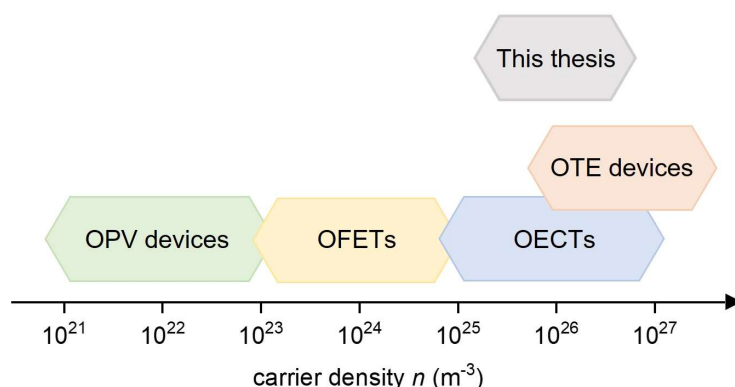 This thesis
OTE devices
OPV devices OFETs OECTs
10²¹ 10²² 10²³ 10²⁴ 10²⁵ 10²⁶ 10²⁷
carrier density n (m⁻³)